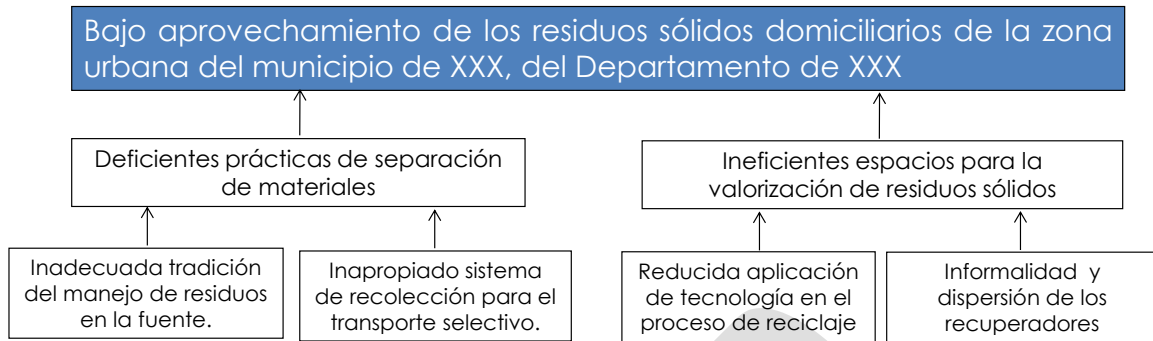 Bajo aprovechamiento de los residuos sólidos domiciliarios de la zona
urbana del municipio de XXX, del Departamento de XXX
Deficientes prácticas de separación
de materiales
Ineficientes espacios para la
valorización de residuos sólidos
Inadecuada tradición
del manejo de residuos
en la fuente.
Inapropiado sistema
de recolección para el
transporte selectivo.
Reducida aplicación
de tecnología en el
proceso de reciclaje
Informalidad y
dispersión de los
recuperadores